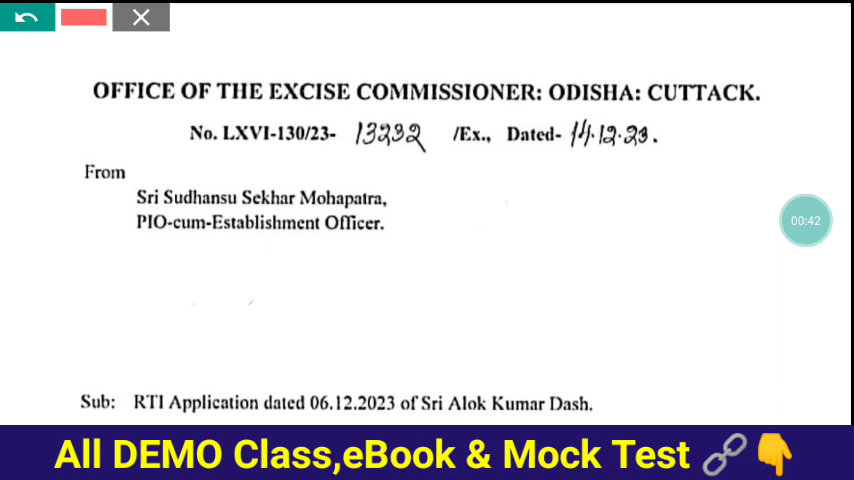 OFFICE OF THE EXCISE COMMISSIONER: ODISHA: CUTTACK.
No. LXVI-130/23- 13232 /Ex., Dated- 14.12.23.
From
Sri Sudhansu Sekhar Mohapatra,
PIO-cum-Establishment Officer.
00:42
Sub: RTI Application dated 06.12.2023 of Sri Alok Kumar Dash.
All DEMO Class,eBook & Mock Test